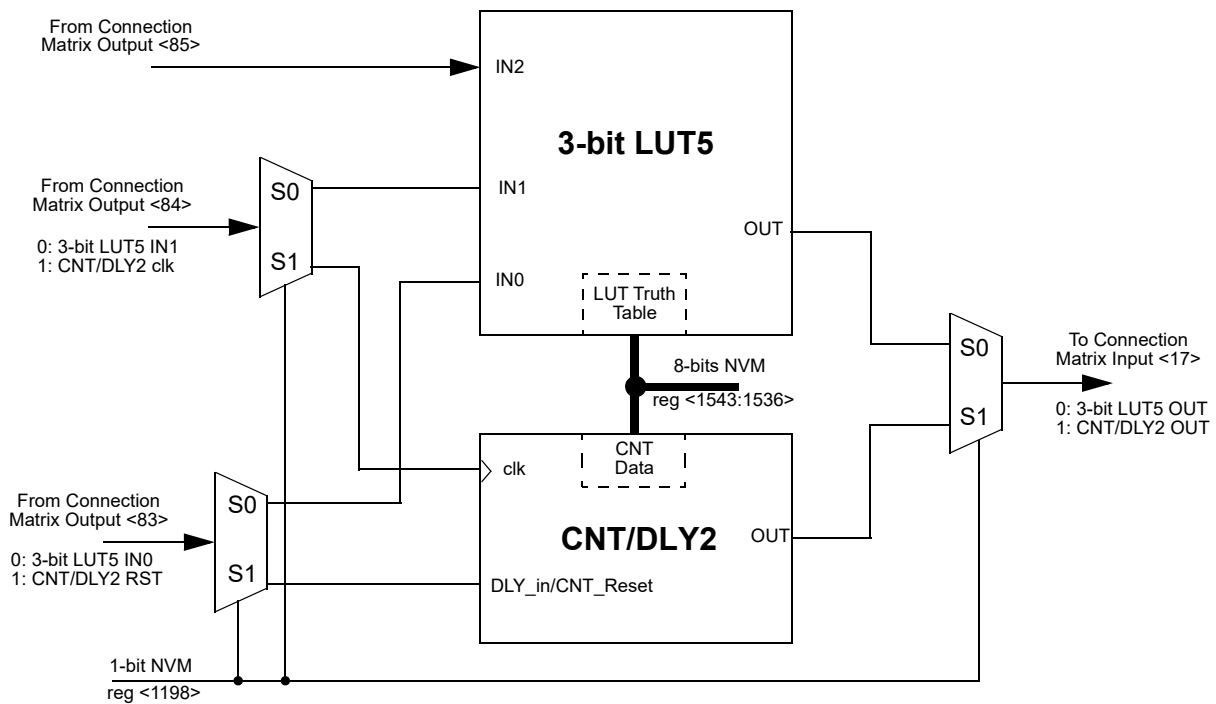 From Connection
Matrix Output <85>
IN2
3-bit LUT5
From Connection
Matrix Output <84>
0: 3-bit LUT5 IN1
1: CNT/DLY2 clk
S0
S1
IN1
IN0
OUT
LUT Truth
Table
8-bits NVM
reg <1543:1536>
S0
S1
To Connection
Matrix Input <17>
0: 3-bit LUT5 OUT
1: CNT/DLY2 OUT
CNT
Data
clk
CNT/DLY2
OUT
DLY_in/CNT_Reset
From Connection
Matrix Output <83>
0: 3-bit LUT5 IN0
1: CNT/DLY2 RST
S0
S1
1-bit NVM
reg <1198>